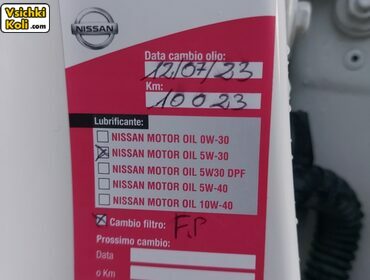 Vsichki
Koli.com
NISSAN
Data cambio olio:
12/07/23
Km:
10023
Lubrificante:
NISSAN MOTOR OIL 0W-30
NISSAN MOTOR OIL 5W-30
NISSAN MOTOR OIL 5W30 DPF
NISSAN MOTOR OIL 5W-40
NISSAN MOTOR OIL 10W-40
Cambio filtro: F.P
Prossimo cambio:
Data
o Km